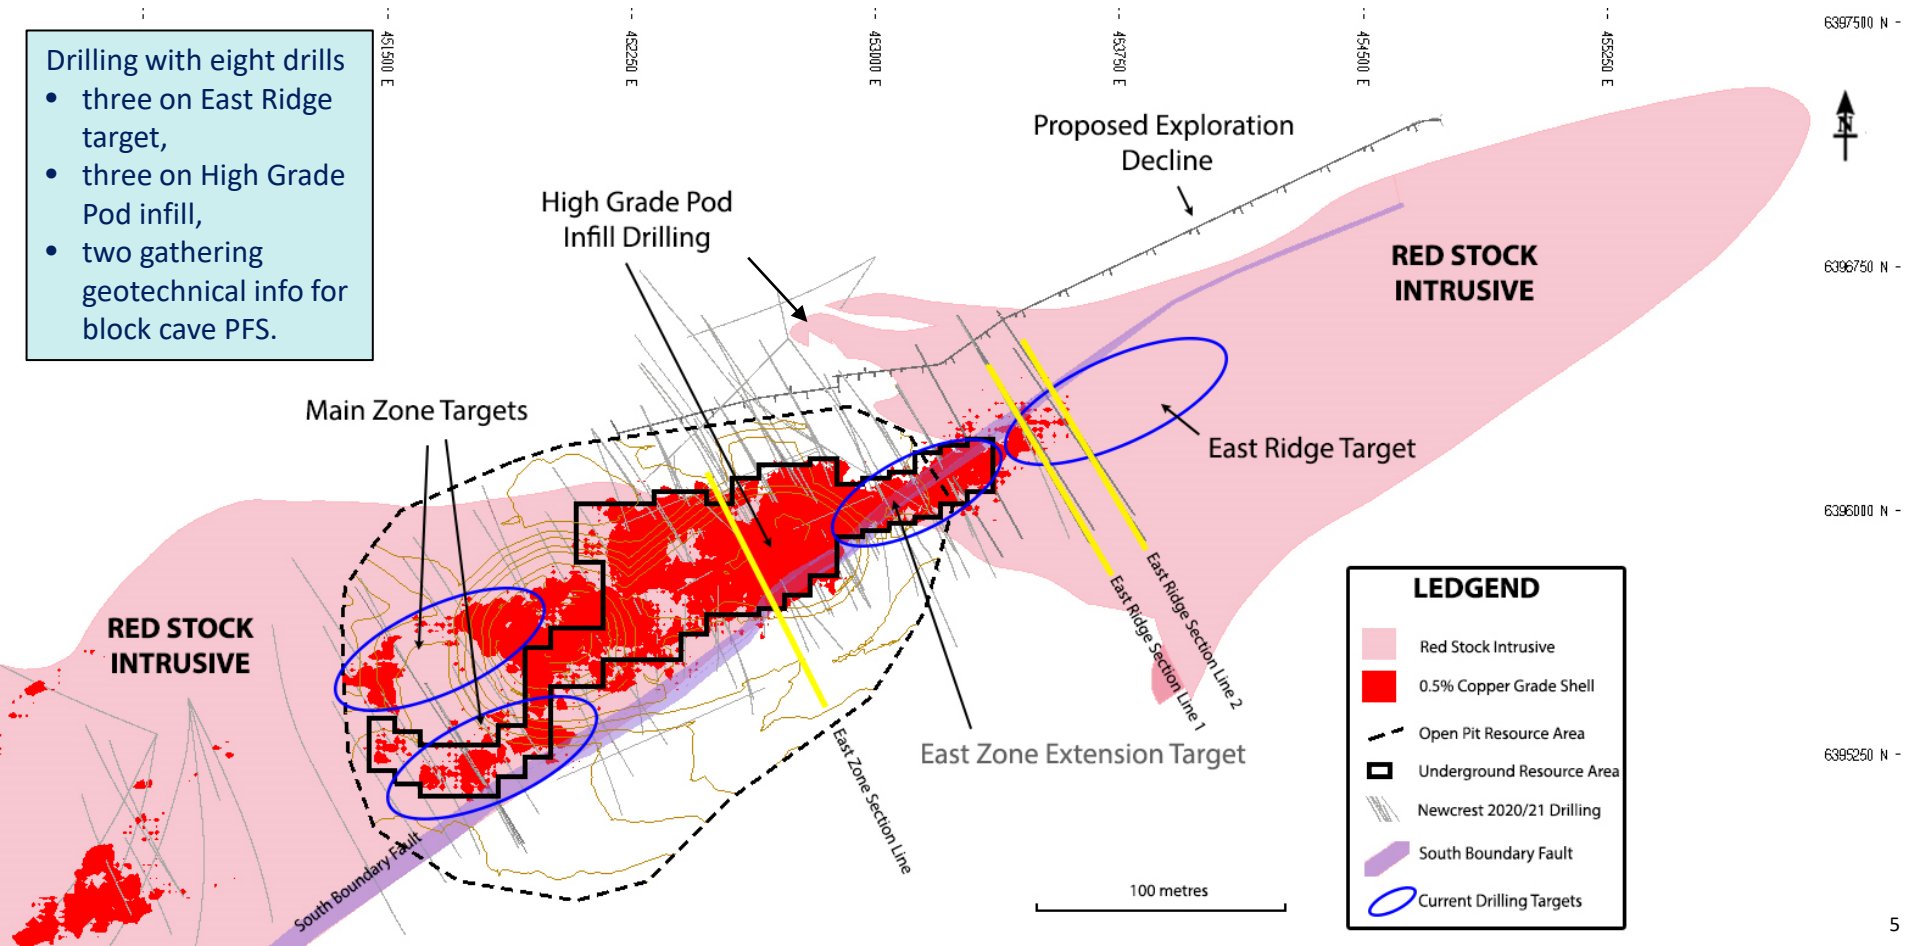 Drilling with eight drills
• three on East Ridge
target,
• three on High Grade
Pod infill,
• two gathering
geotechnical info for
block cave PFS.
451500 E
452250 E
453000 E
453750 E
454500 E
455250 E
6397500 N
6396750 N
6396000 N
6395250 N
N
Proposed Exploration
Decline
High Grade Pod
Infill Drilling
RED STOCK
INTRUSIVE
Main Zone Targets
East Ridge Target
RED STOCK
INTRUSIVE
East Ridge Section Line 2
East Ridge Section Line 1
East Zone Extension Target
East Zone Section Line
South Boundary Fault
100 metres
LEDGEND
Red Stock Intrusive
0.5% Copper Grade Shell
Open Pit Resource Area
Underground Resource Area
Newcrest 2020/21 Drilling
South Boundary Fault
Current Drilling Targets
5